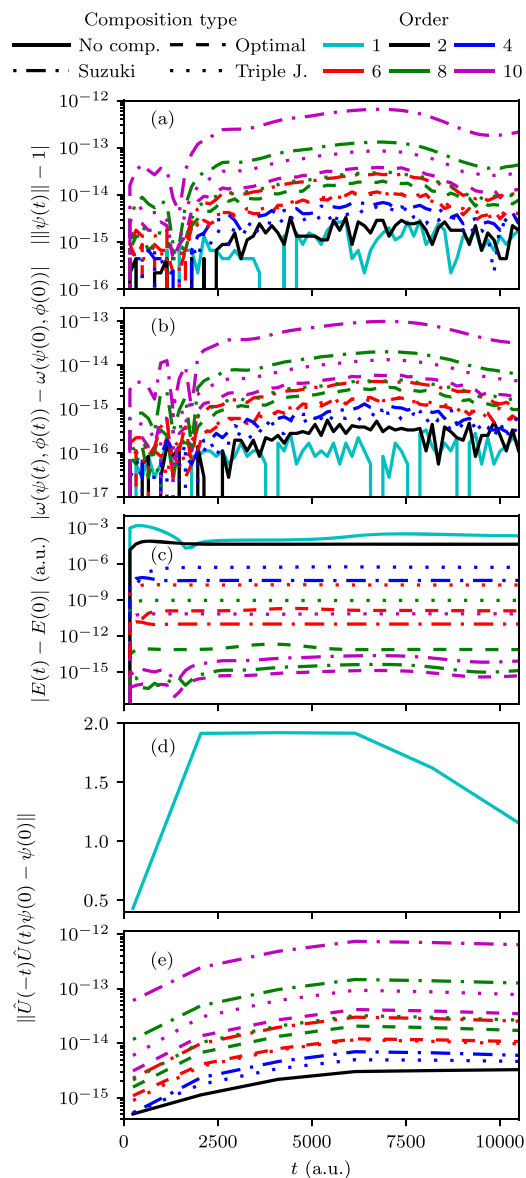 Composition type
Order
No comp.
Optimal
1
2
4
Suzuki
Triple J.
6
8
10
(a)
10⁻¹²
10⁻¹³
10⁻¹⁴
10⁻¹⁵
10⁻¹⁶
|‖ψ(t)‖ − 1|
(b)
10⁻¹³
10⁻¹⁴
10⁻¹⁵
10⁻¹⁶
10⁻¹⁷
|ω(ψ(t), ϕ(t)) − ω(ψ(0), ϕ(0))|
(c)
10⁻³
10⁻⁶
10⁻⁹
10⁻¹²
10⁻¹⁵
|E(t) − E(0)| (a.u.)
(d)
2.0
1.5
1.0
0.5
‖Û(−t)Û(t)ψ(0) − ψ(0)‖
(e)
10⁻¹²
10⁻¹³
10⁻¹⁴
10⁻¹⁵
0
2500
5000
7500
10000
t (a.u.)